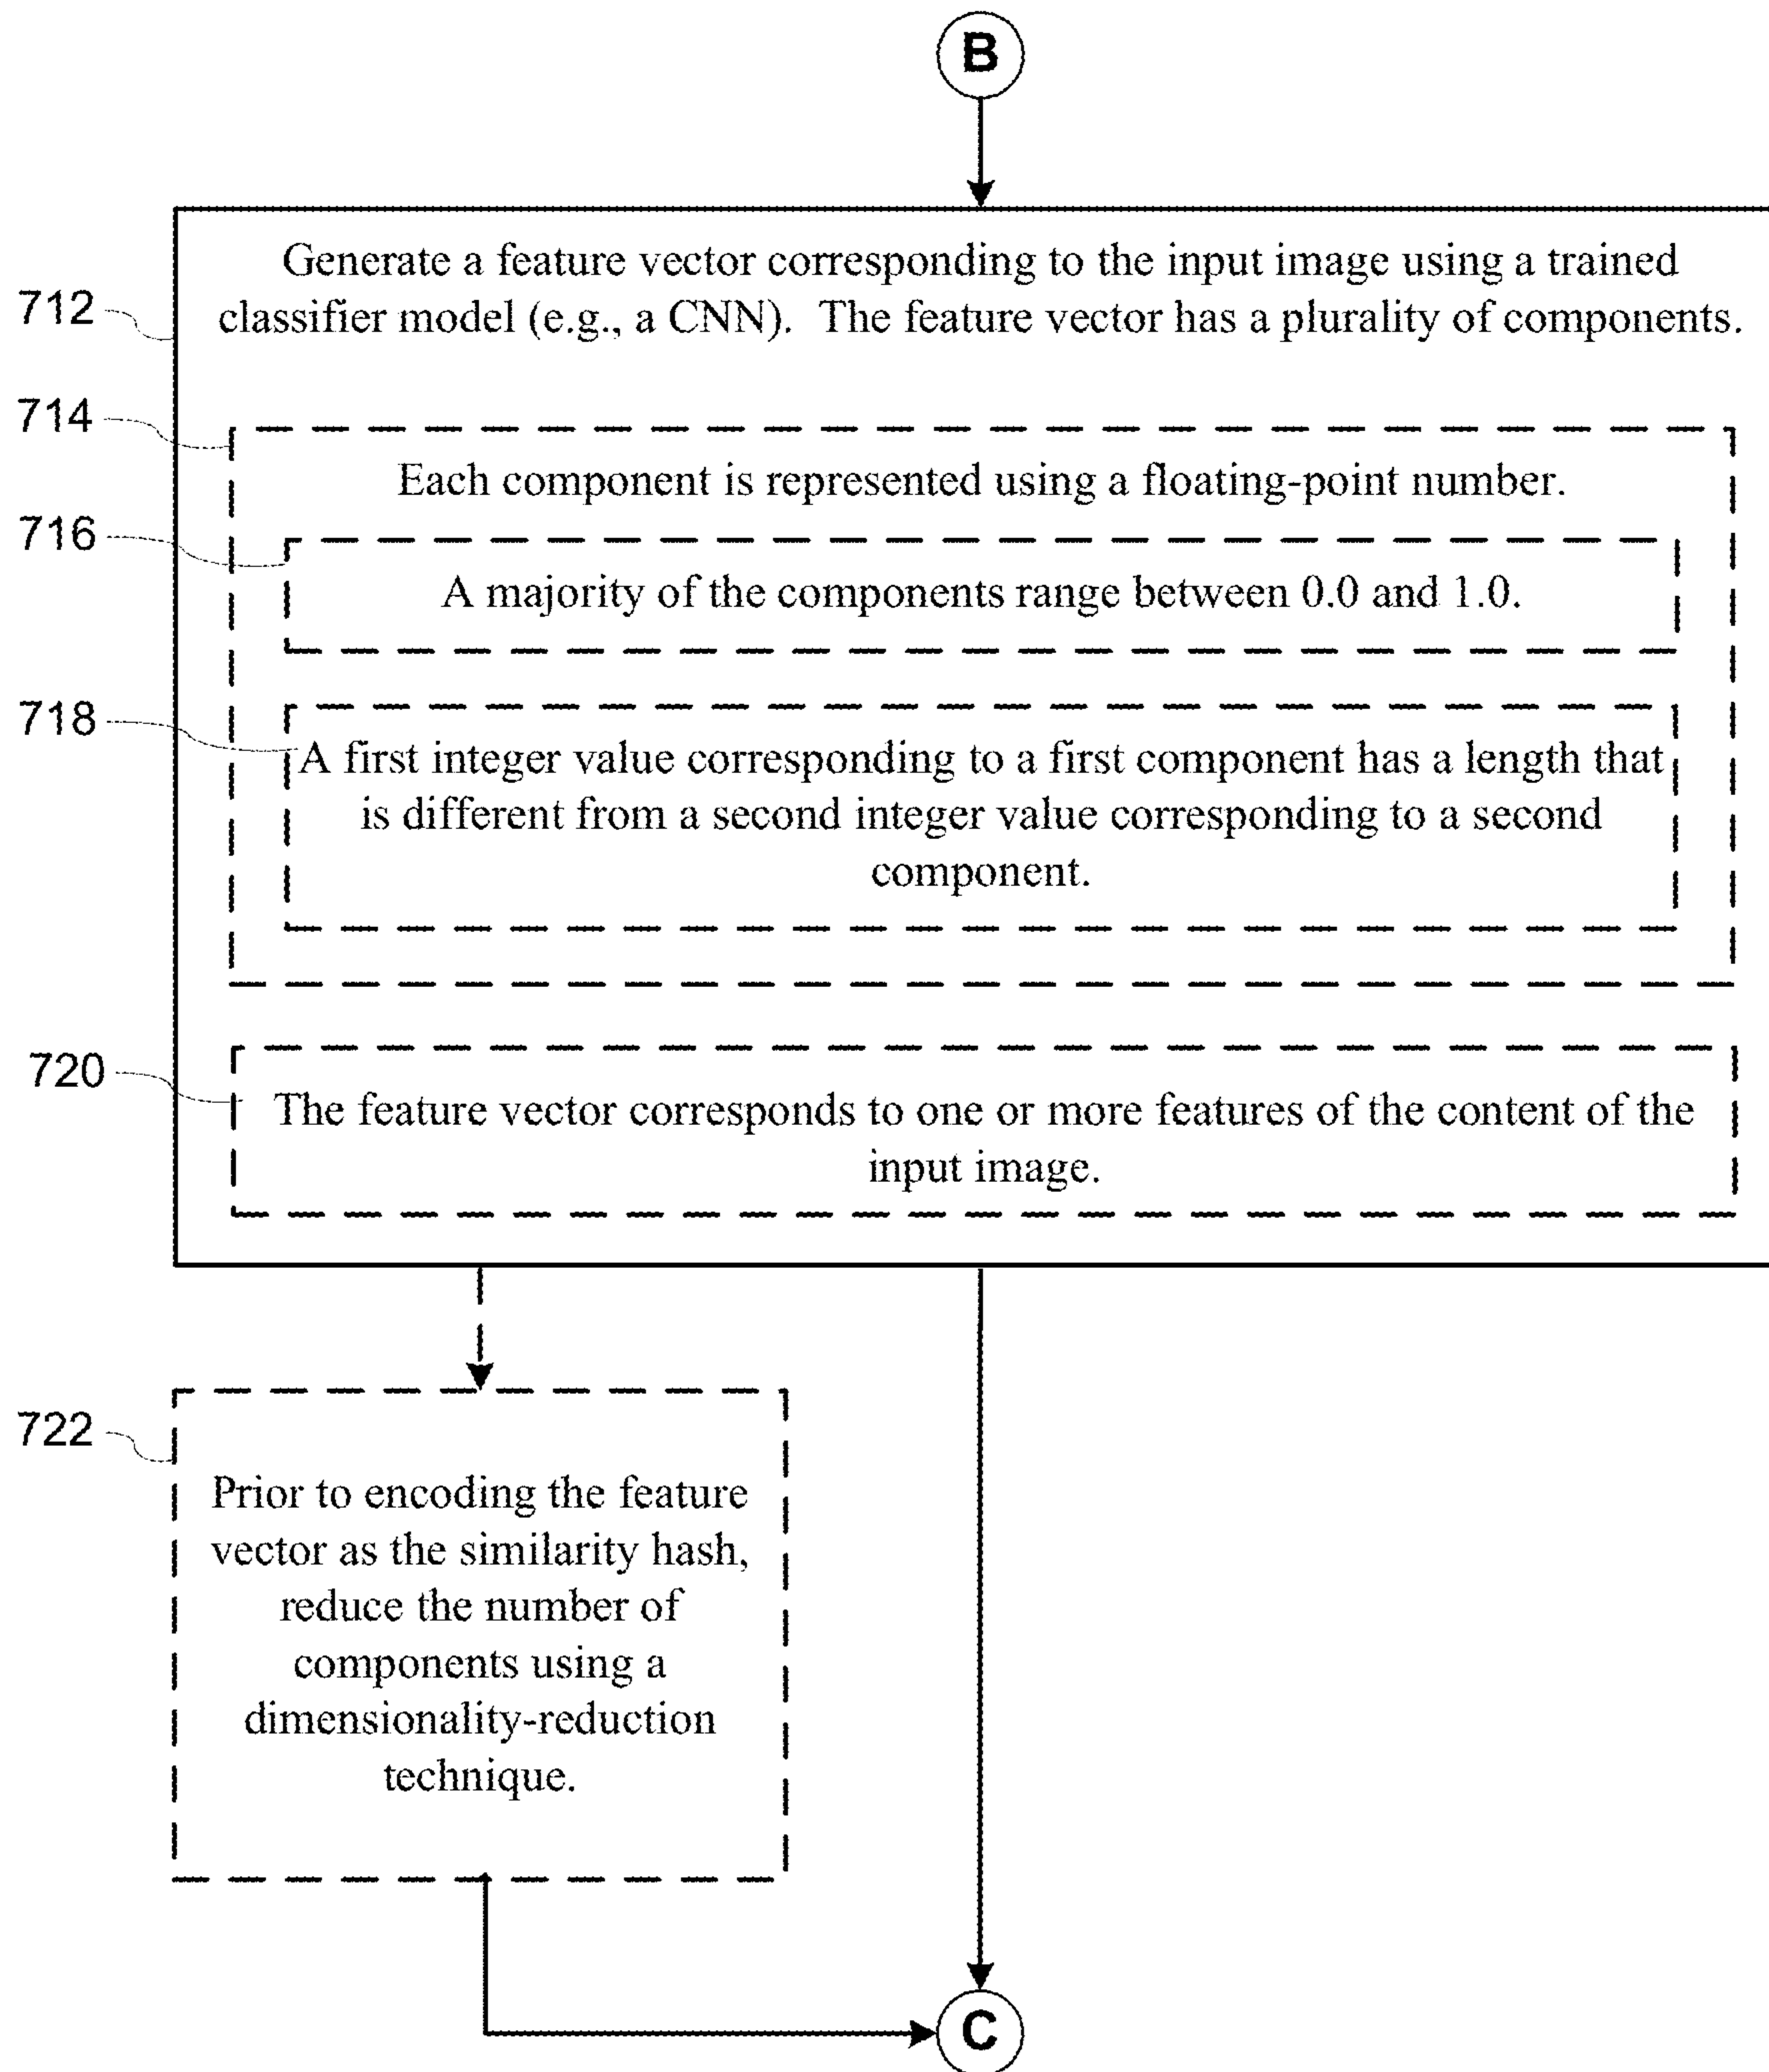 B
Generate a feature vector corresponding to the input image using a trained
712
classifier model (e.g., a CNN).  The feature vector has a plurality of components.
714
Each component is represented using a floating-point number.
716
A majority of the components range between 0.0 and 1.0.
718
A first integer value corresponding to a first component has a length that
is different from a second integer value corresponding to a second
component.
720
The feature vector corresponds to one or more features of the content of the
input image.
722
Prior to encoding the feature
vector as the similarity hash,
reduce the number of
components using a
dimensionality-reduction
technique.
C